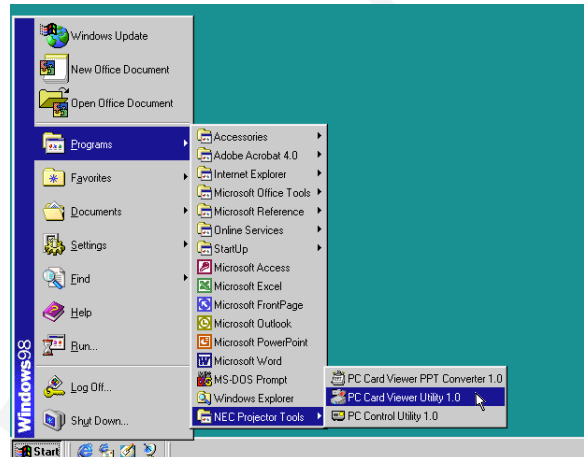 Windows Update
New Office Document
Open Office Document
Programs
Favorites
Documents
Settings
Find
Help
Run...
Log Off...
Shut Down...
Windows98
Accessories
Adobe Acrobat 4.0
Internet Explorer
Microsoft Office Tools
Microsoft Reference
Online Services
StartUp
Microsoft Access
Microsoft Excel
Microsoft FrontPage
Microsoft Outlook
Microsoft PowerPoint
Microsoft Word
MS-DOS Prompt
Windows Explorer
NEC Projector Tools
PC Card Viewer PPT Converter 1.0
PC Card Viewer Utility 1.0
PC Control Utility 1.0
Start